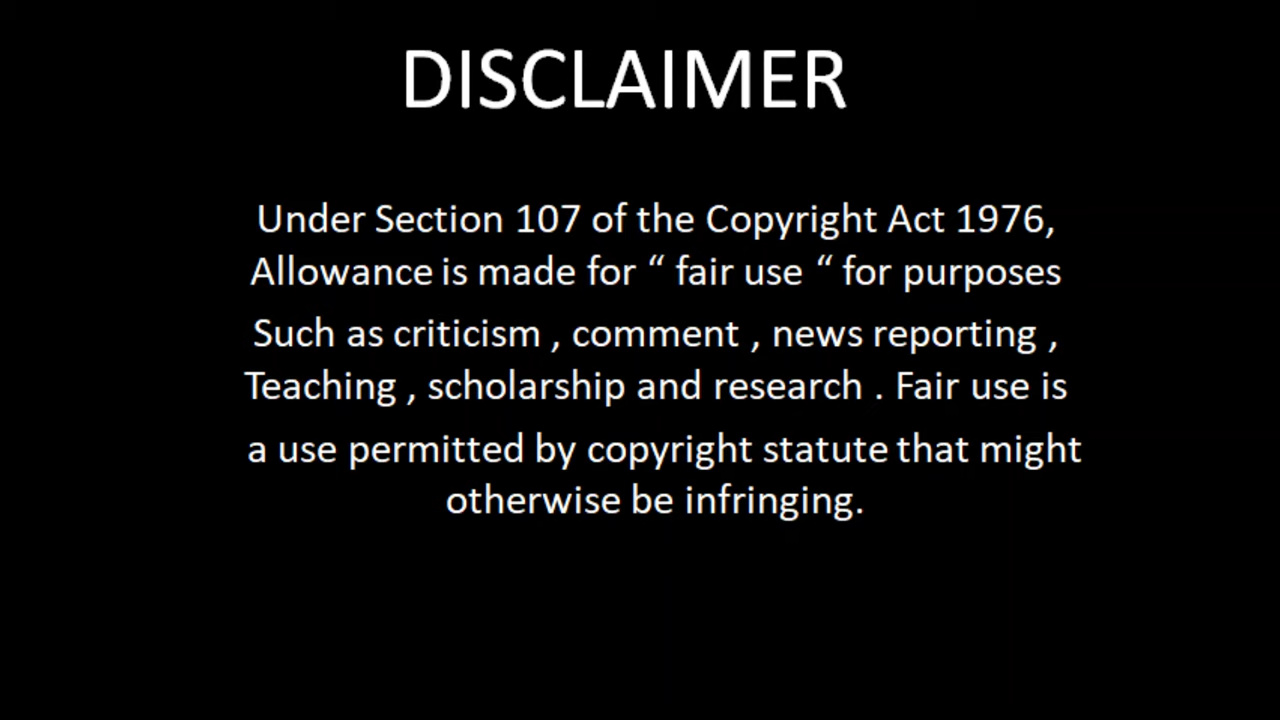 DISCLAIMER
Under Section 107 of the Copyright Act 1976,
Allowance is made for “ fair use “ for purposes
Such as criticism , comment , news reporting ,
Teaching , scholarship and research . Fair use is
a use permitted by copyright statute that might
otherwise be infringing.